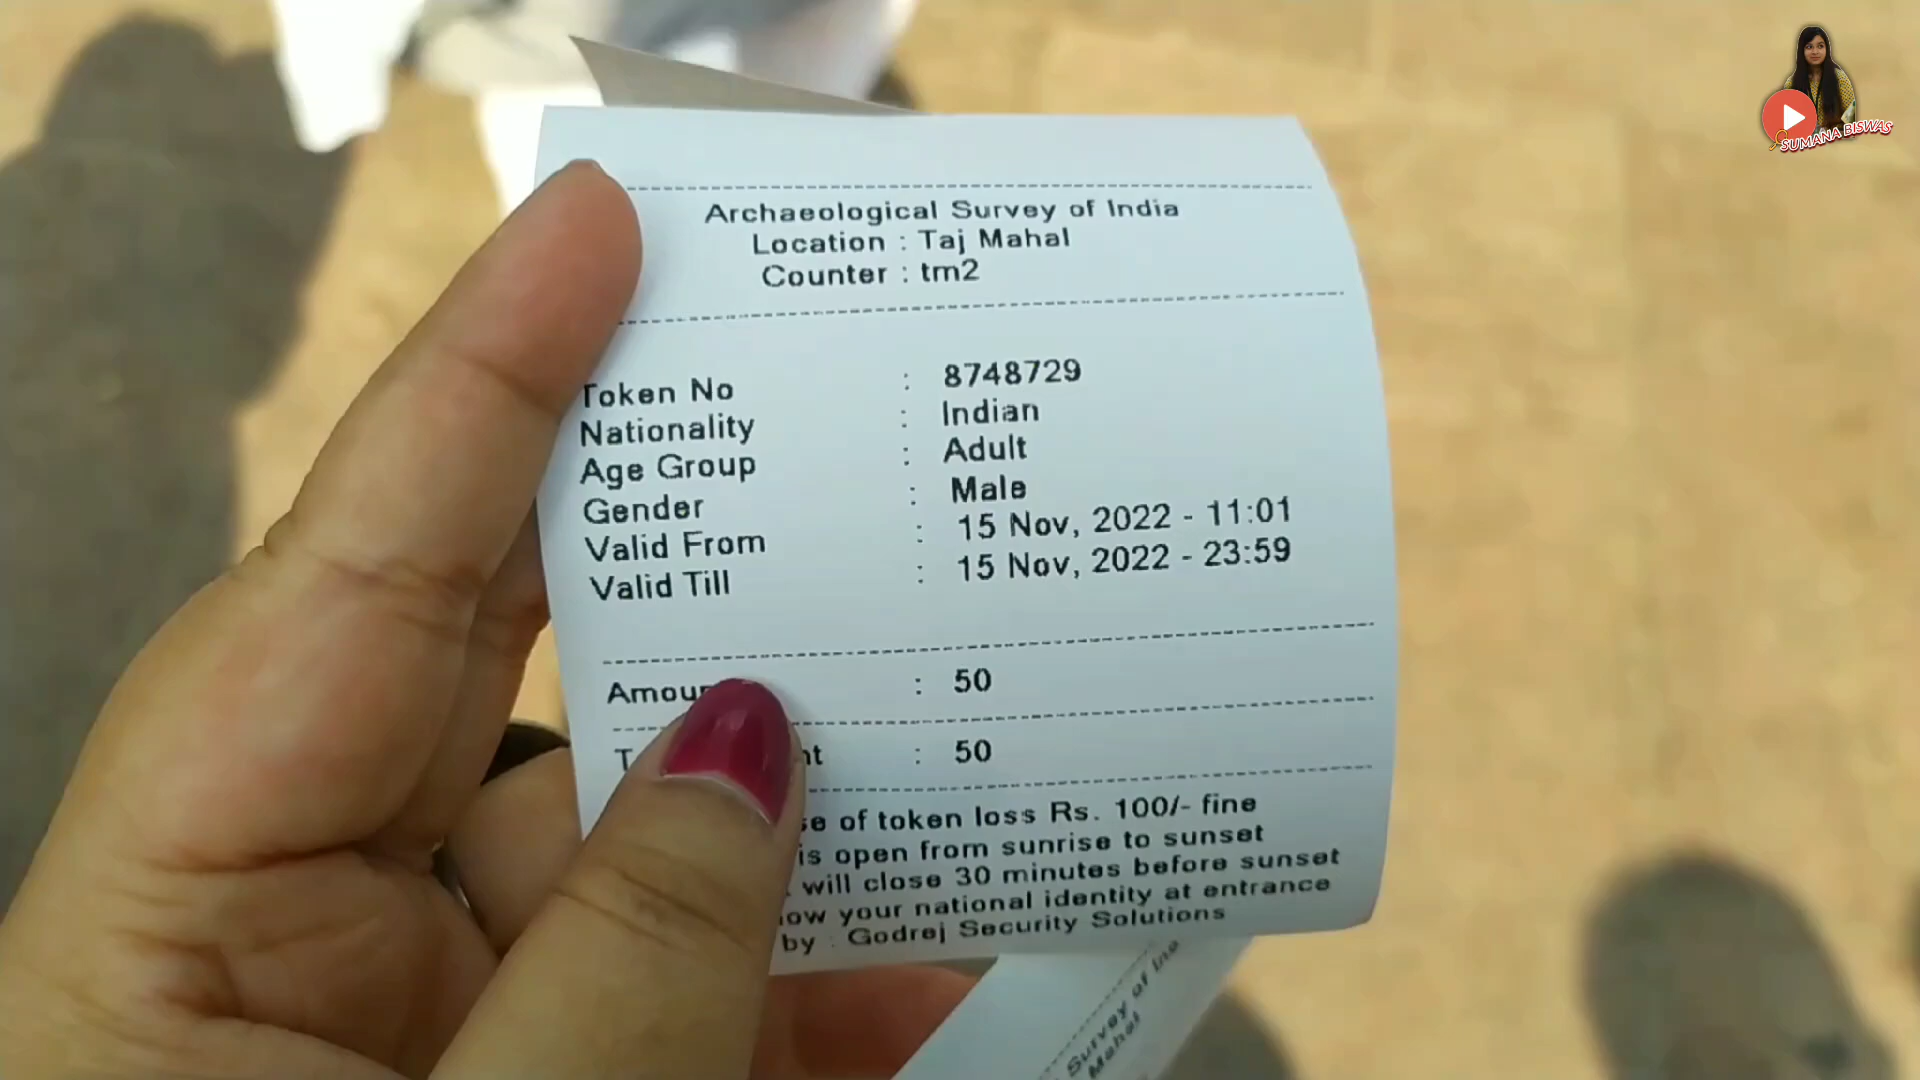 SUMANA BISWAS
Archaeological Survey of India
Location : Taj Mahal
Counter : tm2
Token No : 8748729
Nationality : Indian
Age Group : Adult
Gender : Male
Valid From : 15 Nov, 2022 - 11:01
Valid Till : 15 Nov, 2022 - 23:59
: 50
: 50
of token loss Rs. 100/- fine
is open from sunrise to sunset
will close 30 minutes before sunset
your national identity at entrance
by : Godrej Security Solutions
Survey of
Mahal